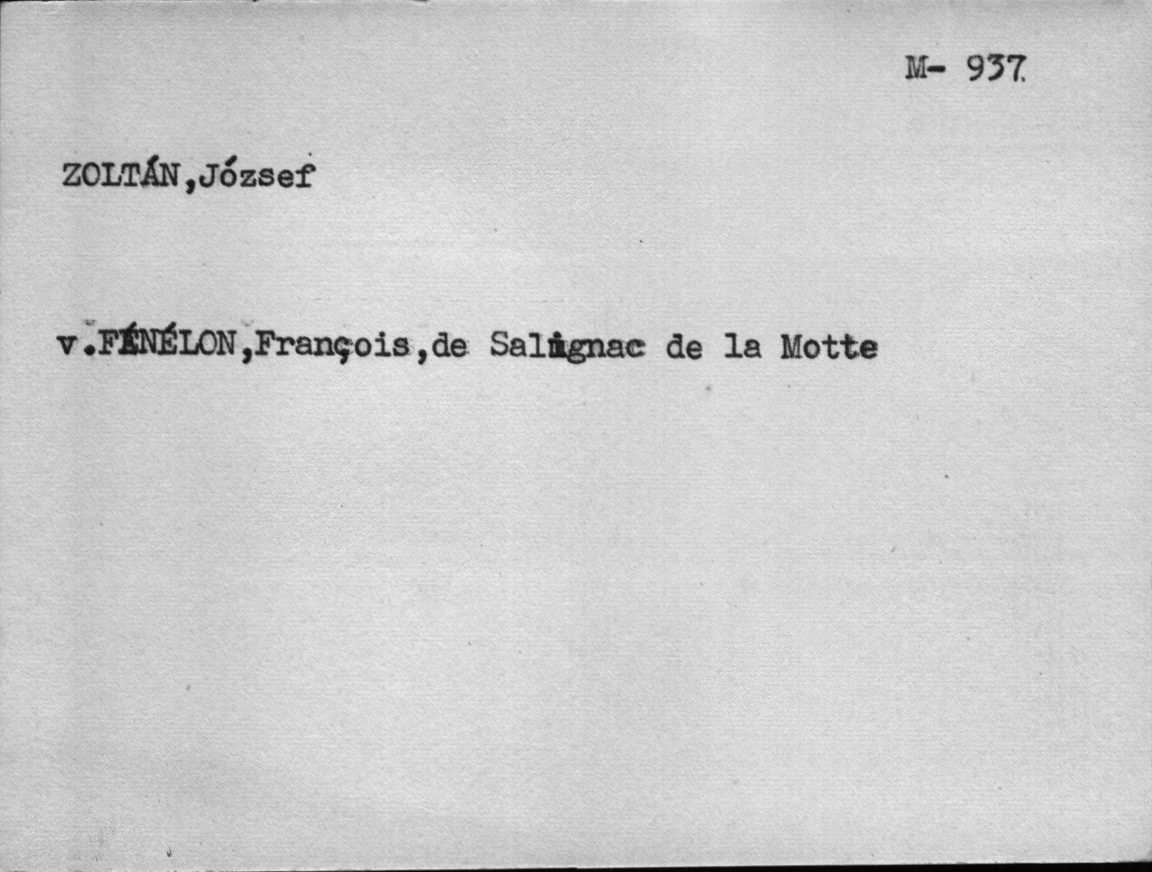 M- 937.
ZOLTÁN,József
v.FÉNÉLON,François,de Salignac de la Motte